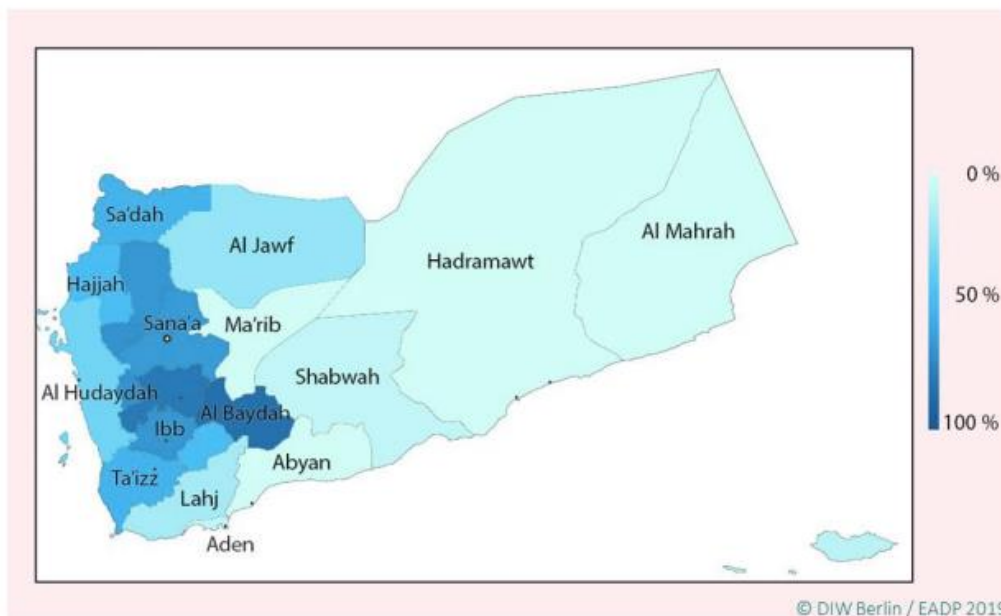 0 %
Sa'dah
Al Jawf
Al Mahrah
Hadramawt
Hajjah
50 %
Sana'a
Ma'rib
Shabwah
Al Hudaydah
Al Baydah
100 %
Ibb
Abyan
Ta'izz
Lahj
Aden
© DIW Berlin / EADP 2019